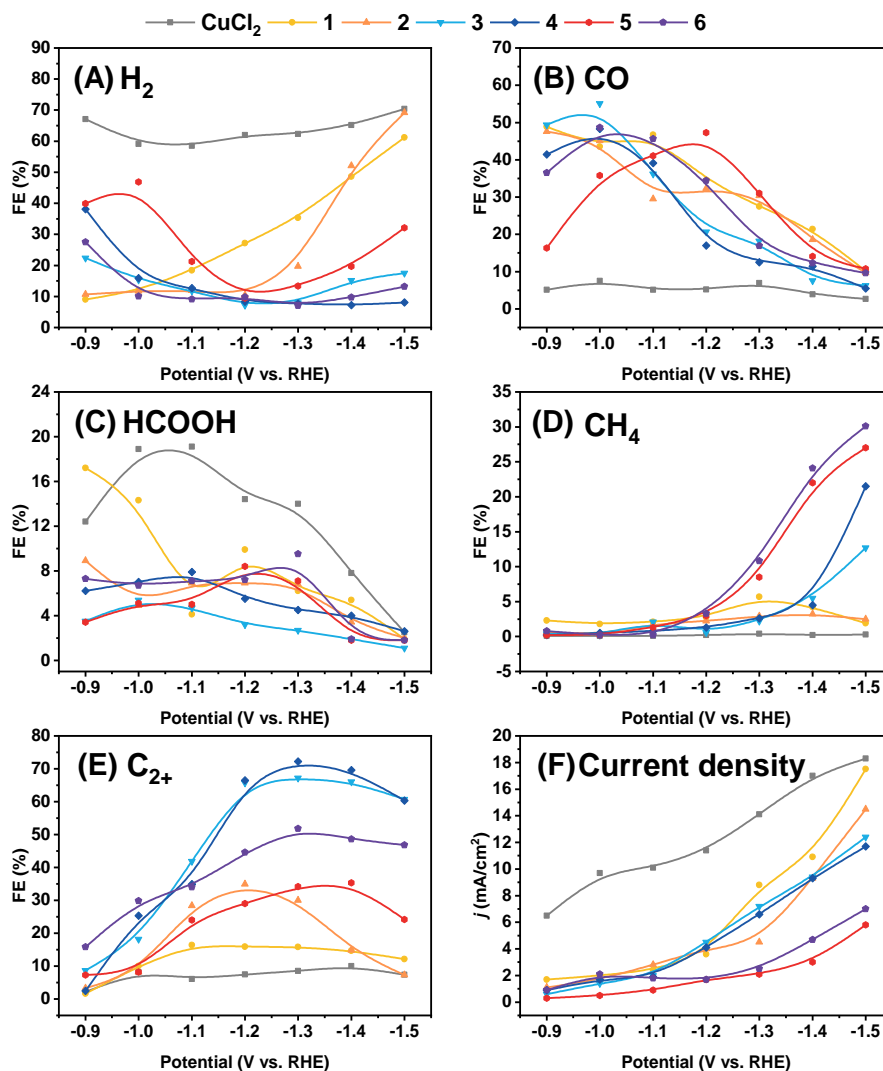 CuCl₂ 1 2 3 4 5 6
(A) H₂
FE (%)
90
80
70
60
50
40
30
20
10
0
-0.9 -1.0 -1.1 -1.2 -1.3 -1.4 -1.5
Potential (V vs. RHE)
(B) CO
FE (%)
70
60
50
40
30
20
10
0
-0.9 -1.0 -1.1 -1.2 -1.3 -1.4 -1.5
Potential (V vs. RHE)
(C) HCOOH
FE (%)
24
20
16
12
8
4
0
-0.9 -1.0 -1.1 -1.2 -1.3 -1.4 -1.5
Potential (V vs. RHE)
(D) CH₄
FE (%)
35
30
25
20
15
10
5
0
-5
-0.9 -1.0 -1.1 -1.2 -1.3 -1.4 -1.5
Potential (V vs. RHE)
(E) C₂₊
FE (%)
80
70
60
50
40
30
20
10
0
-0.9 -1.0 -1.1 -1.2 -1.3 -1.4 -1.5
Potential (V vs. RHE)
(F) Current density
j (mA/cm²)
20
18
16
14
12
10
8
6
4
2
0
-0.9 -1.0 -1.1 -1.2 -1.3 -1.4 -1.5
Potential (V vs. RHE)